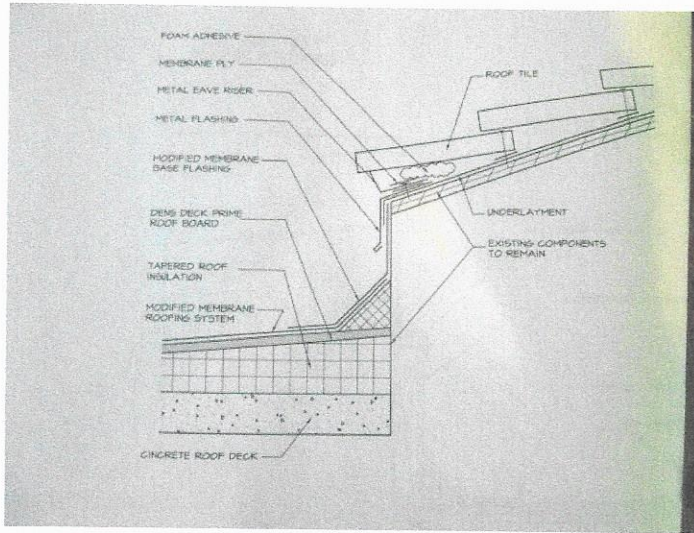 FOAM ADHESIVE
MEMBRANE PLY
METAL EAVE RISER
METAL FLASHING
MODIFIED MEMBRANE
BASE FLASHING
DENS DECK PRIME
ROOF BOARD
TAPERED ROOF
INSULATION
MODIFIED MEMBRANE
ROOFING SYSTEM
CINCRETE ROOF DECK
ROOF TILE
UNDERLAYMENT
EXISTING COMPONENTS
TO REMAIN